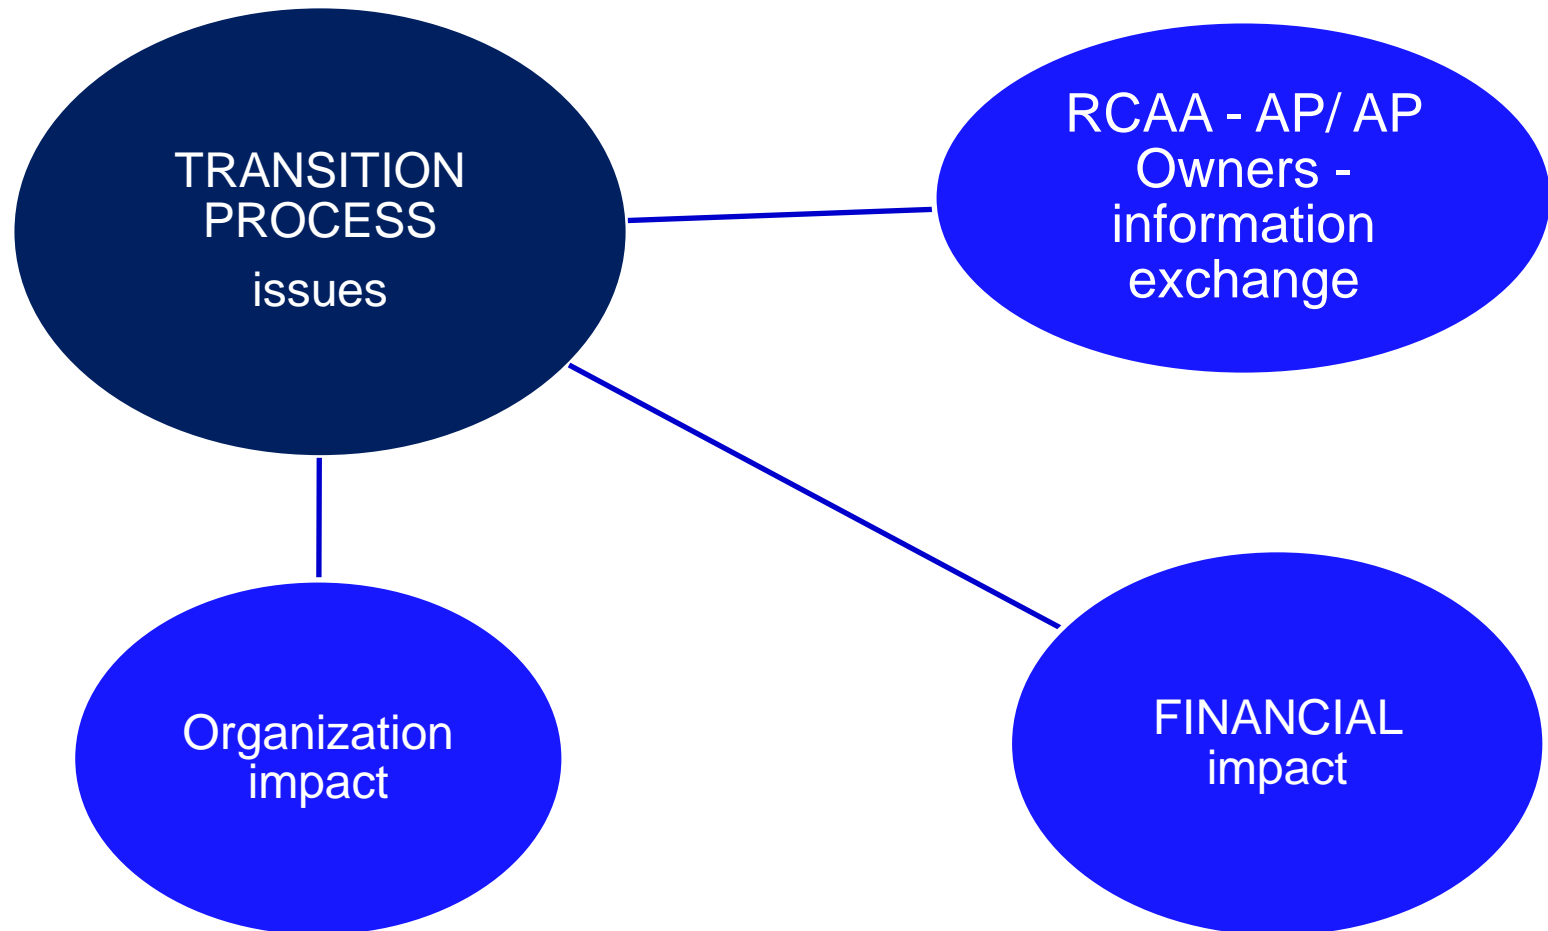 TRANSITION
PROCESS
issues
RCAA - AP/ AP
Owners -
information
exchange
Organization
impact
FINANCIAL
impact